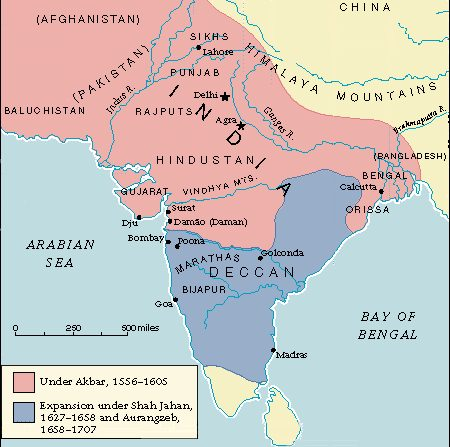 (AFGHANISTAN)
CHINA
SIKHS
Lahore
HIMALAYA MOUNTAINS
(PAKISTAN)
PUNJAB
Indus R.
Delhi
BALUCHISTAN
RAJPUTS
Agra
Ganges R.
Brahmaputra R.
INDIA
HINDUSTAN
(BANGLADESH)
BENGAL
GUJARAT
VINDHYA MTS.
Calcutta
Surat
ORISSA
Diu
Damão (Daman)
Bombay
Poona
Golconda
ARABIAN
SEA
MARATHAS
DECCAN
BIJAPUR
Goa
BAY OF
BENGAL
0 250 500 miles
Madras
Under Akbar, 1556–1605
Expansion under Shah Jahan,
1627–1658 and Aurangzeb,
1658–1707